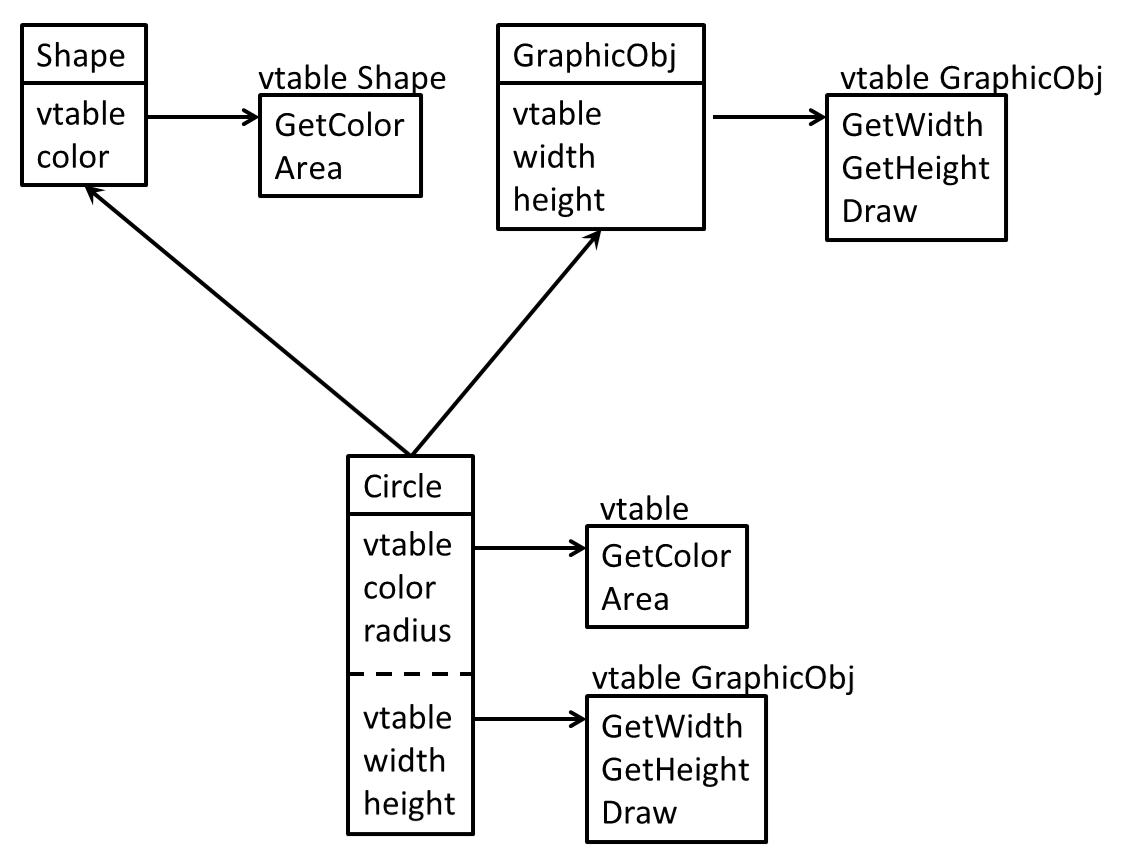 Shape
vtable
color
vtable Shape
GetColor
Area
GraphicObj
vtable
width
height
vtable GraphicObj
GetWidth
GetHeight
Draw
Circle
vtable
color
radius
vtable
width
height
vtable
GetColor
Area
vtable GraphicObj
GetWidth
GetHeight
Draw